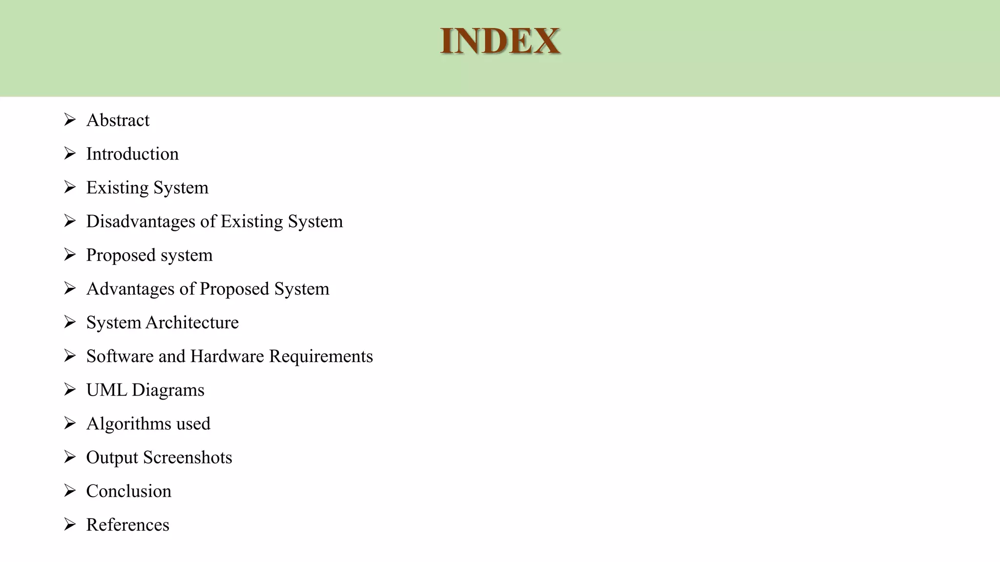 INDEX
➢ Abstract
➢ Introduction
➢ Existing System
➢ Disadvantages of Existing System
➢ Proposed system
➢ Advantages of Proposed System
➢ System Architecture
➢ Software and Hardware Requirements
➢ UML Diagrams
➢ Algorithms used
➢ Output Screenshots
➢ Conclusion
➢ References